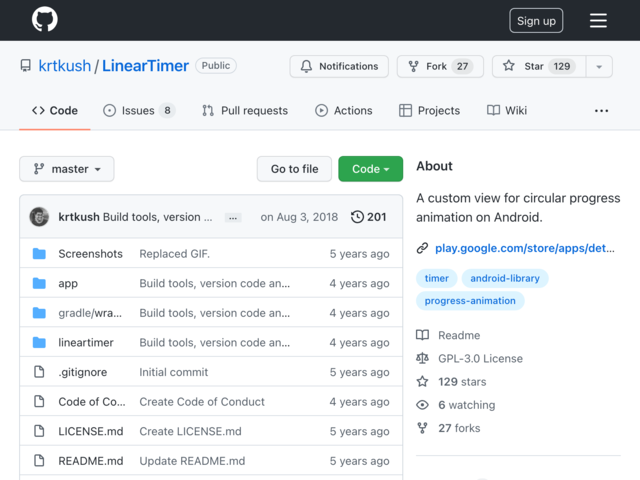 Sign up
krtkush / LinearTimer Public
Notifications
Fork 27
Star 129
Code
Issues 8
Pull requests
Actions
Projects
Wiki
master
Go to file
Code
krtkush Build tools, version ... on Aug 3, 2018 201
Screenshots Replaced GIF. 5 years ago
app Build tools, version code an... 4 years ago
gradle/wra... Build tools, version code an... 4 years ago
lineartimer Build tools, version code an... 4 years ago
.gitignore Initial commit 5 years ago
Code of Co... Create Code of Conduct 4 years ago
LICENSE.md Create LICENSE.md 5 years ago
README.md Update README.md 5 years ago
About
A custom view for circular progress
animation on Android.
play.google.com/store/apps/det...
timer android-library
progress-animation
Readme
GPL-3.0 License
129 stars
6 watching
27 forks